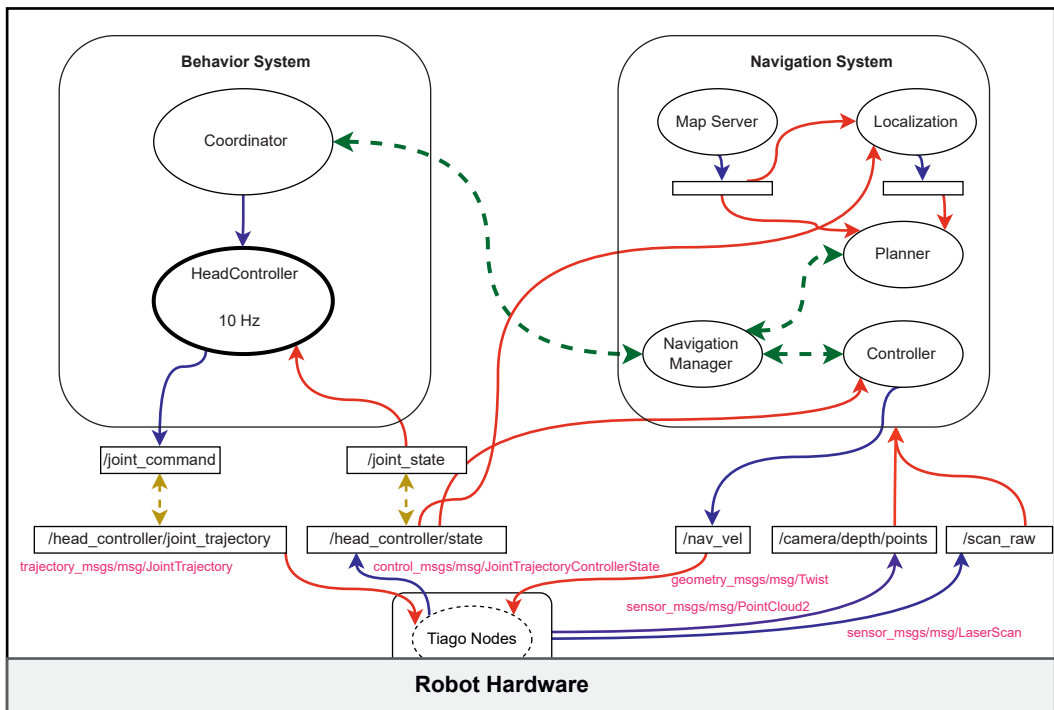 Behavior System
Navigation System
Coordinator
Map Server
Localization
HeadController
10 Hz
Planner
Navigation
Manager
Controller
/joint_command
/joint_state
/head_controller/joint_trajectory
/head_controller/state
/nav_vel
/camera/depth/points
/scan_raw
trajectory_msgs/msg/JointTrajectory
control_msgs/msg/JointTrajectoryControllerState
geometry_msgs/msg/Twist
sensor_msgs/msg/PointCloud2
sensor_msgs/msg/LaserScan
Tiago Nodes
Robot Hardware